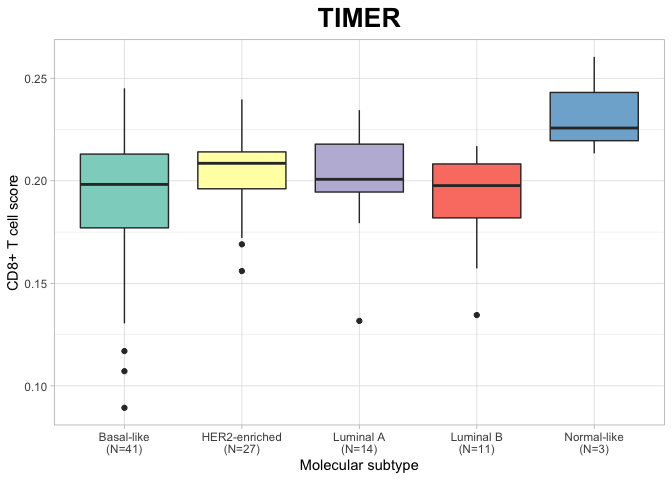 TIMER
CD8+ T cell score
0.25
0.20
0.15
0.10
Basal-like
(N=41)
HER2-enriched
(N=27)
Luminal A
(N=14)
Luminal B
(N=11)
Normal-like
(N=3)
Molecular subtype